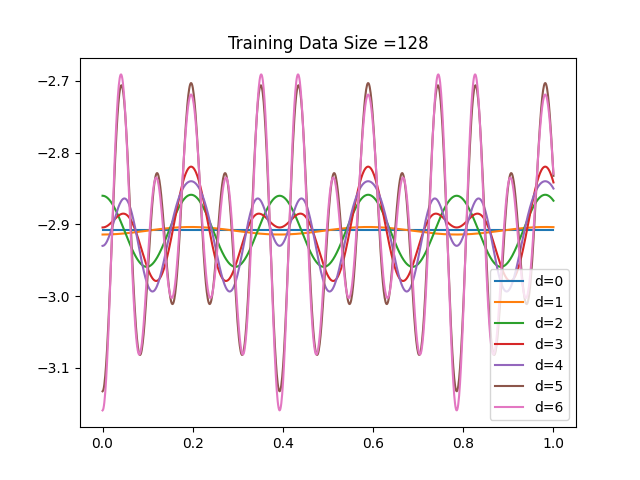 Training Data Size =128
−2.7
−2.8
−2.9
−3.0
−3.1
0.0
0.2
0.4
0.6
0.8
1.0
d=0
d=1
d=2
d=3
d=4
d=5
d=6